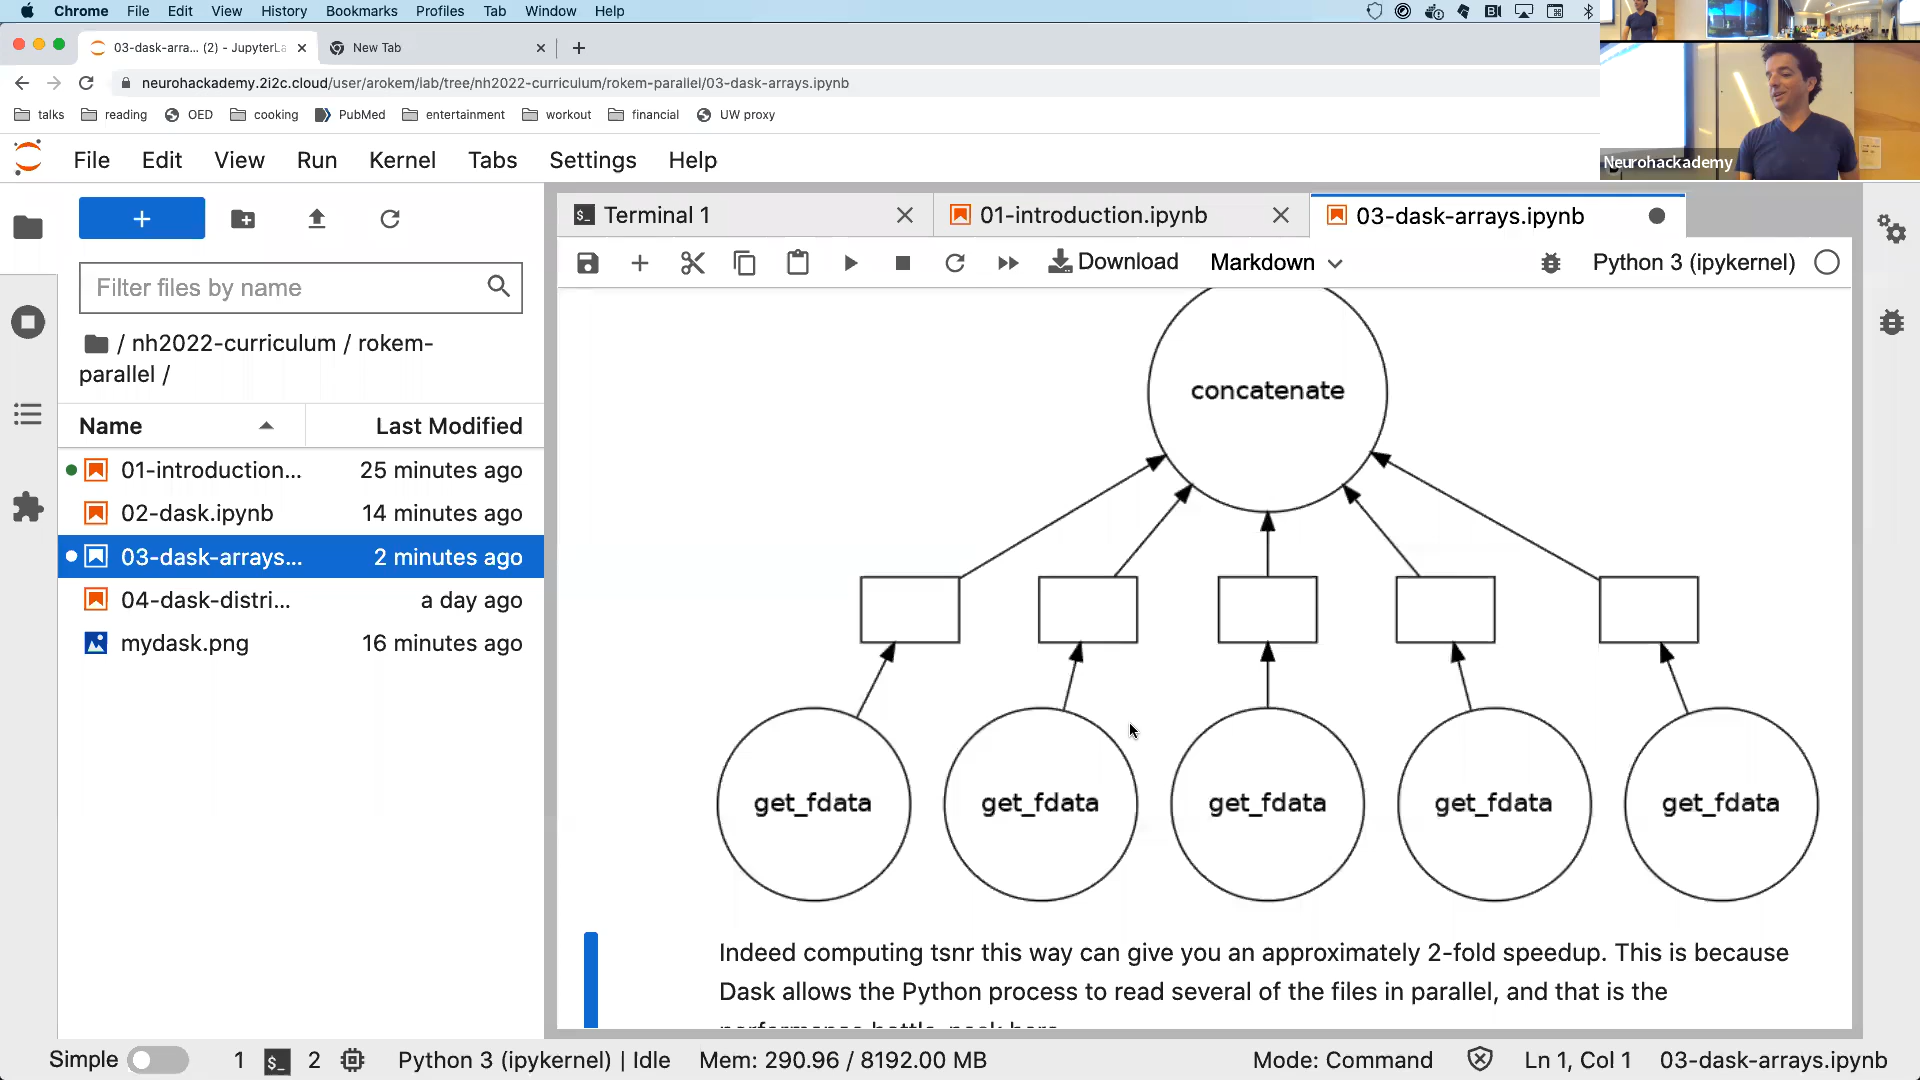 Chrome File Edit View History Bookmarks Profiles Tab Window Help
03-dask-arra... (2) - JupyterLa
New Tab
neurohackademy.2i2c.cloud/user/arokem/lab/tree/nh2022-curriculum/rokem-parallel/03-dask-arrays.ipynb
talks reading OED cooking PubMed entertainment workout financial UW proxy
Neurohackademy
File Edit View Run Kernel Tabs Settings Help
Terminal 1
01-introduction.ipynb
03-dask-arrays.ipynb
Download Markdown Python 3 (ipykernel)
Filter files by name
/ nh2022-curriculum / rokem-
parallel /
Name Last Modified
01-introduction... 25 minutes ago
02-dask.ipynb 14 minutes ago
03-dask-arrays... 2 minutes ago
04-dask-distri... a day ago
mydask.png 16 minutes ago
concatenate
get_fdata get_fdata get_fdata get_fdata get_fdata
Indeed computing tsnr this way can give you an approximately 2-fold speedup. This is because
Dask allows the Python process to read several of the files in parallel, and that is the
Simple 1 2 Python 3 (ipykernel) | Idle Mem: 290.96 / 8192.00 MB Mode: Command Ln 1, Col 1 03-dask-arrays.ipynb